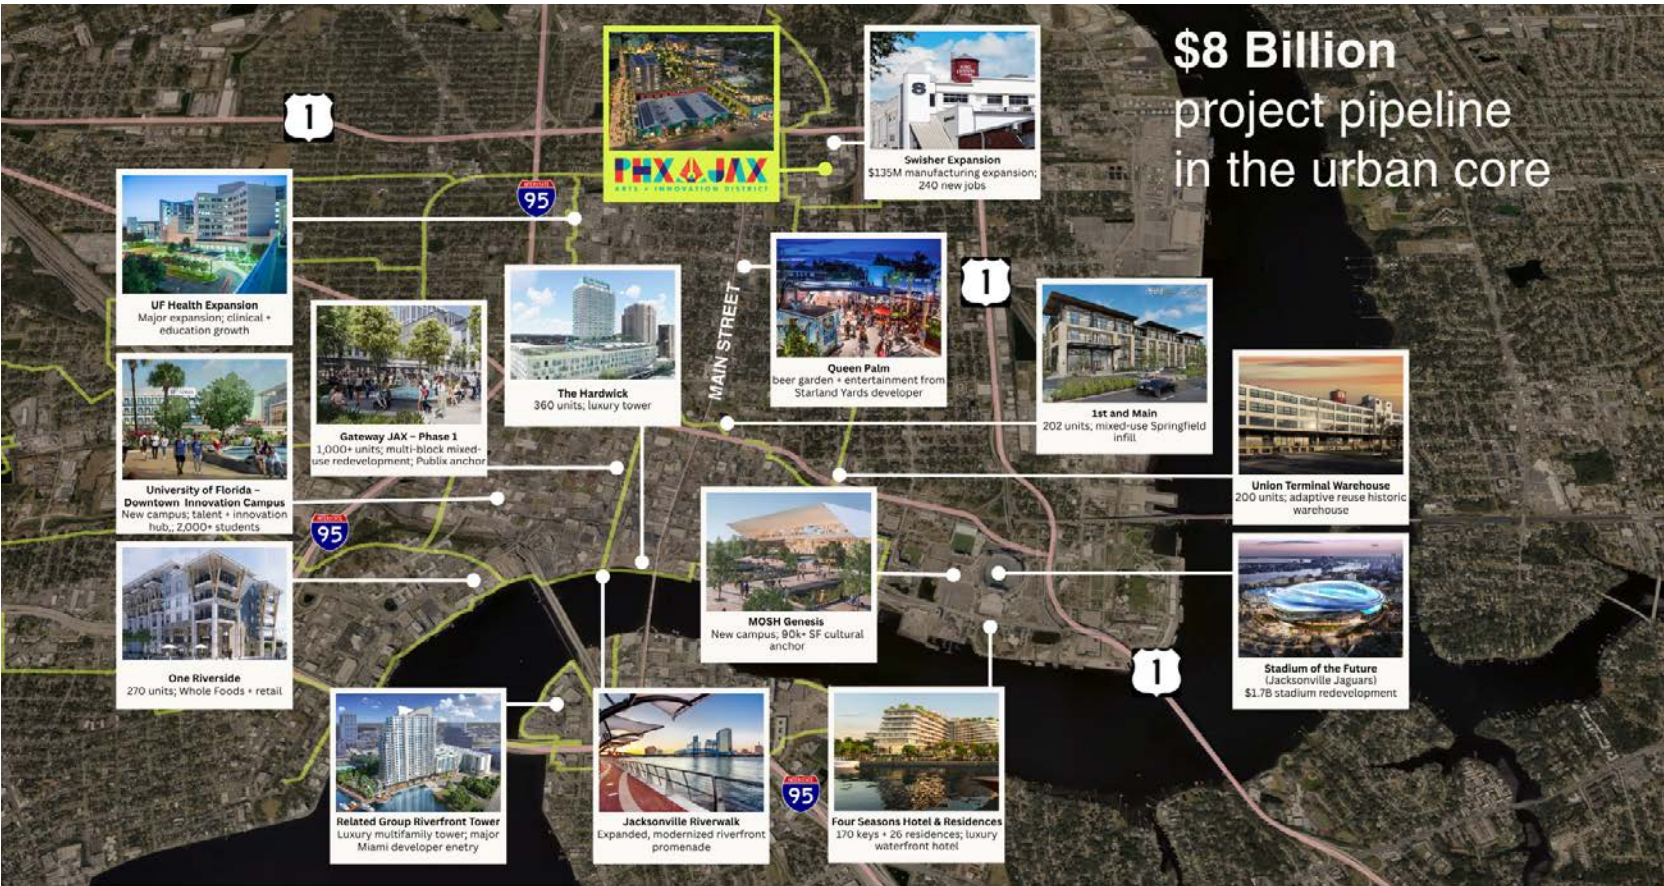 $8 Billion
project pipeline
in the urban core
1
95
PHX JAX
ARTS + INNOVATION DISTRICT
S
Swisher Expansion
$135M manufacturing expansion;
240 new jobs
UF Health Expansion
Major expansion; clinical +
education growth
Gateway JAX – Phase 1
1,000+ units; multi-block mixed-
use redevelopment; Publix anchor
The Hardwick
360 units; luxury tower
MAIN STREET
Queen Palm
beer garden + entertainment from
Starland Yards developer
1
1st and Main
202 units; mixed-use Springfield
infill
University of Florida –
Downtown Innovation Campus
New campus; talent + innovation
hub,; 2,000+ students
Union Terminal Warehouse
200 units; adaptive reuse historic
warehouse
95
One Riverside
270 units; Whole Foods + retail
MOSH Genesis
New campus; 90k+ SF cultural
anchor
Stadium of the Future
(Jacksonville Jaguars)
$1.7B stadium redevelopment
1
Related Group Riverfront Tower
Luxury multifamily tower; major
Miami developer enetry
Jacksonville Riverwalk
Expanded, modernized riverfront
promenade
95
Four Seasons Hotel & Residences
170 keys + 26 residences; luxury
waterfront hotel